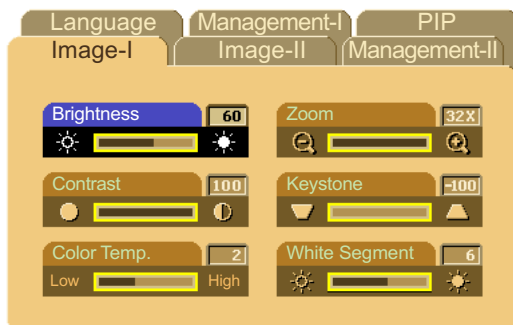 Language Management-I PIP
Image-I Image-II Management-II
Brightness 60
Zoom 32X
Contrast 100
Keystone -100
Color Temp. 2
Low High
White Segment 6